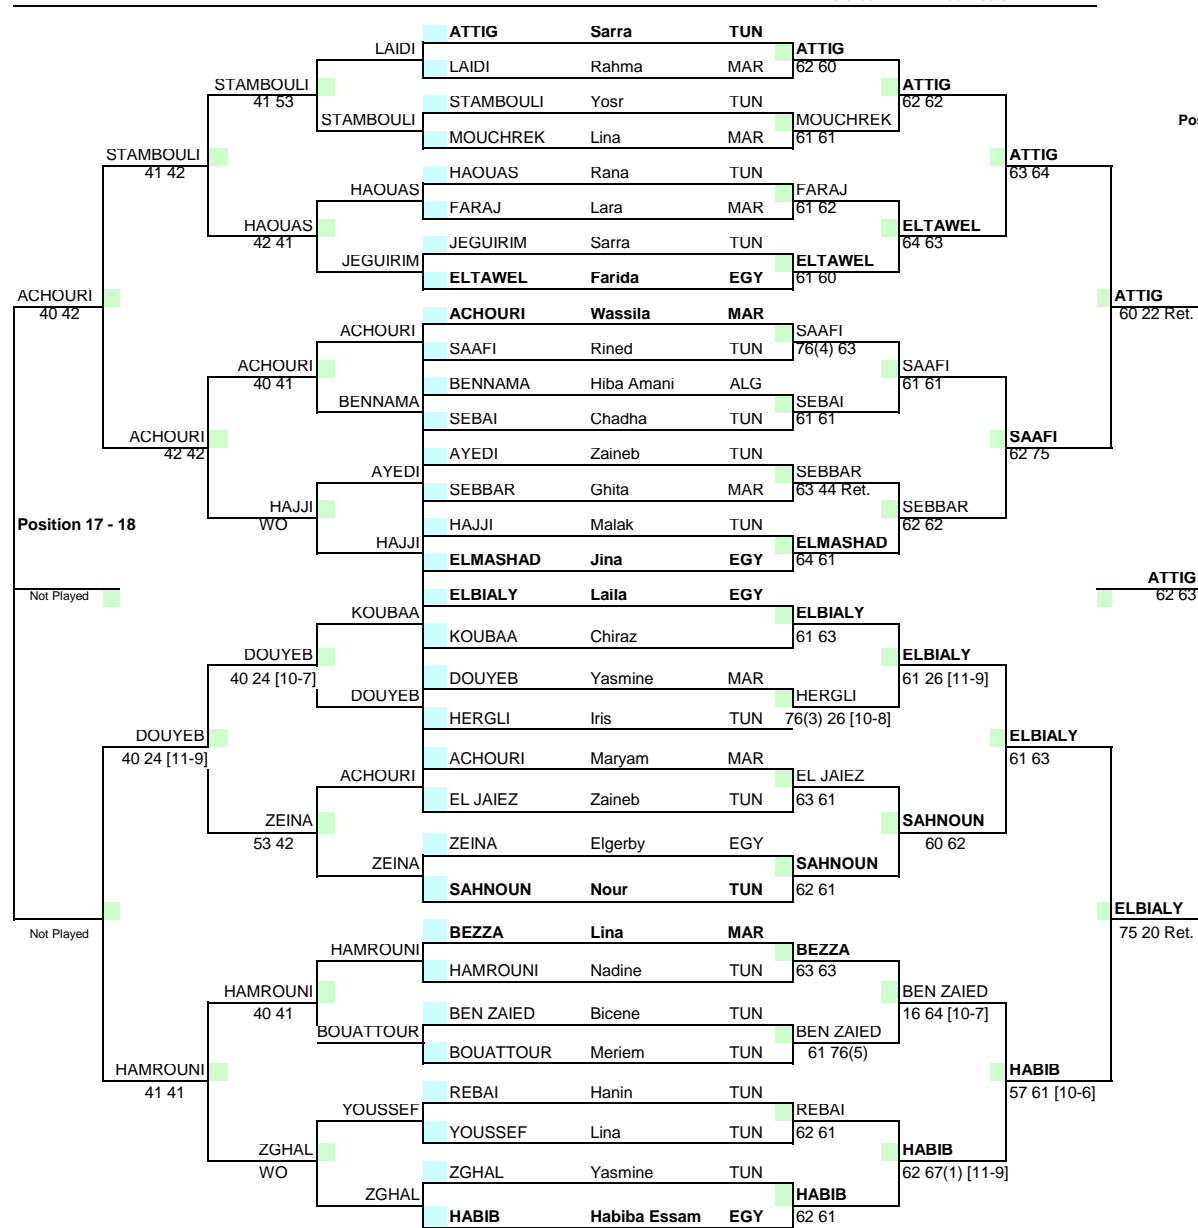 ATTIG Sarra TUN
LAIDI ATTIG
LAIDI Rahma MAR 62 60
STAMBOULI ATTIG
41 53 STAMBOULI Yosr TUN 62 62
STAMBOULI MOUCHREK
MOUCHREK Lina MAR 61 61
STAMBOULI ATTIG
41 42 HAOUAS Rana TUN 63 64
HAOUAS FARAJ
FARAJ Lara MAR 61 62
HAOUAS ELTAWEL
42 41 JEGUIRIM Sarra TUN 64 63
JEGUIRIM ELTAWEL
ELTAWEL Farida EGY 61 60
ACHOURI ATTIG
40 42 ACHOURI Wassila MAR 60 22 Ret.
ACHOURI SAAFI
SAAFI Rined TUN 76(4) 63
ACHOURI SAAFI
40 41 BENNAMA Hiba Amani ALG 61 61
BENNAMA SEBAI
SEBAI Chadha TUN 61 61
ACHOURI SAAFI
42 42 AYEDI Zaineb TUN 62 75
AYEDI SEBBAR
SEBBAR Ghita MAR 63 44 Ret.
HAJJI SEBBAR
Position 17 - 18 WO HAJJI Malak TUN 62 62
HAJJI ELMASHAD
ELMASHAD Jina EGY 64 61
ATTIG
Not Played ELBIALY Laila EGY 62 63
KOUBAA ELBIALY
KOUBAA Chiraz 61 63
DOUYEB ELBIALY
40 24 [10-7] DOUYEB Yasmine MAR 61 26 [11-9]
DOUYEB HERGLI
HERGLI Iris TUN 76(3) 26 [10-8]
DOUYEB ELBIALY
40 24 [11-9] ACHOURI Maryam MAR 61 63
ACHOURI EL JAIEZ
EL JAIEZ Zaineb TUN 63 61
ZEINA SAHNOUN
53 42 ZEINA Elgerby EGY 60 62
ZEINA SAHNOUN
SAHNOUN Nour TUN 62 61
ELBIALY
Not Played BEZZA Lina MAR 75 20 Ret.
HAMROUNI BEZZA
HAMROUNI Nadine TUN 63 63
HAMROUNI BEN ZAIED
40 41 BEN ZAIED Bicene TUN 16 64 [10-7]
BOUATTOUR BEN ZAIED
BOUATTOUR Meriem TUN 61 76(5)
HAMROUNI HABIB
41 41 REBAI Hanin TUN 57 61 [10-6]
YOUSSEF REBAI
YOUSSEF Lina TUN 62 61
ZGHAL HABIB
WO ZGHAL Yasmine TUN 62 67(1) [11-9]
ZGHAL HABIB
HABIB Habiba Essam EGY 62 61